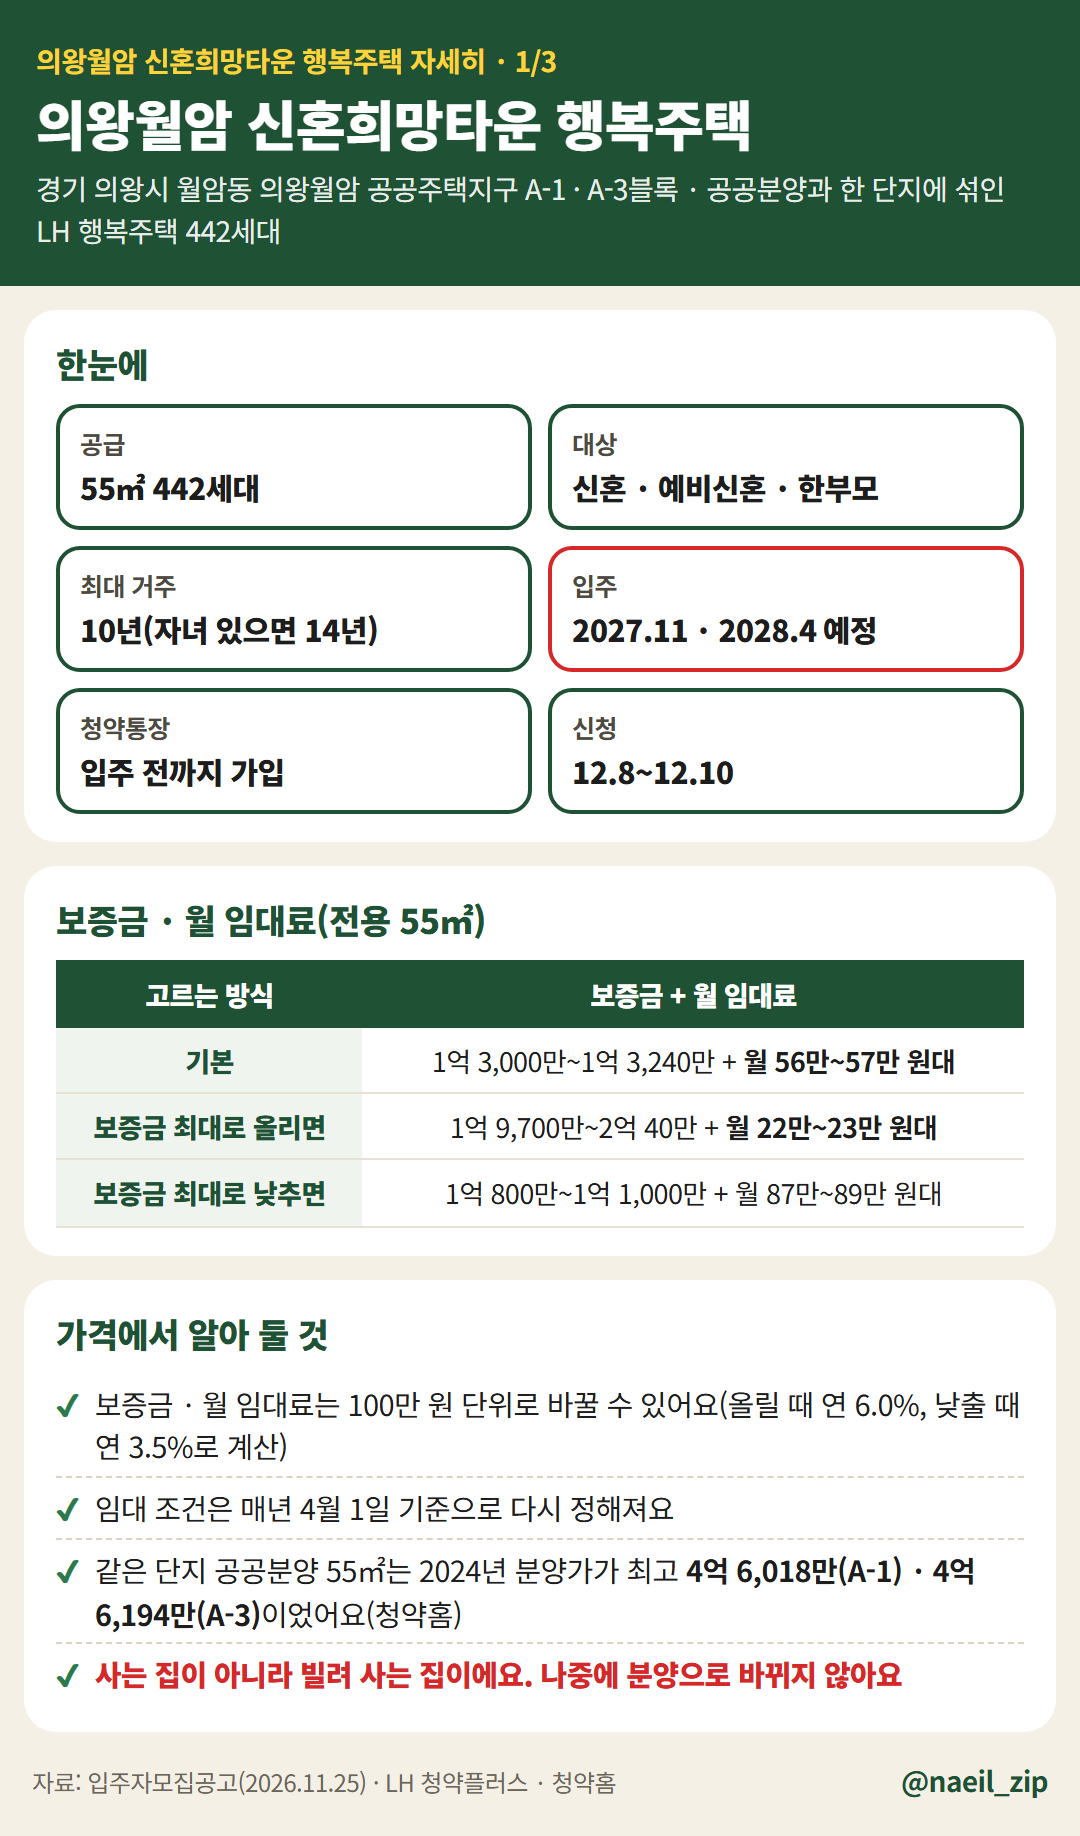 의왕월암 신혼희망타운 행복주택 자세히 · 1/3
의왕월암 신혼희망타운 행복주택
경기 의왕시 월암동 의왕월암 공공주택지구 A-1 · A-3블록 · 공공분양과 한 단지에 섞인
LH 행복주택 442세대
한눈에
공급
55㎡ 442세대
대상
신혼 · 예비신혼 · 한부모
최대 거주
10년(자녀 있으면 14년)
입주
2027.11 · 2028.4 예정
청약통장
입주 전까지 가입
신청
12.8~12.10
보증금 · 월 임대료(전용 55㎡)
고르는 방식 보증금 + 월 임대료
기본 1억 3,000만~1억 3,240만 + 월 56만~57만 원대
보증금 최대로 올리면 1억 9,700만~2억 40만 + 월 22만~23만 원대
보증금 최대로 낮추면 1억 800만~1억 1,000만 + 월 87만~89만 원대
가격에서 알아 둘 것
✔ 보증금 · 월 임대료는 100만 원 단위로 바꿀 수 있어요(올릴 때 연 6.0%, 낮출 때
연 3.5%로 계산)
✔ 임대 조건은 매년 4월 1일 기준으로 다시 정해져요
✔ 같은 단지 공공분양 55㎡는 2024년 분양가가 최고 4억 6,018만(A-1) · 4억
6,194만(A-3)이었어요(청약홈)
✔ 사는 집이 아니라 빌려 사는 집이에요. 나중에 분양으로 바뀌지 않아요
자료: 입주자모집공고(2026.11.25) · LH 청약플러스 · 청약홈
@naeil_zip